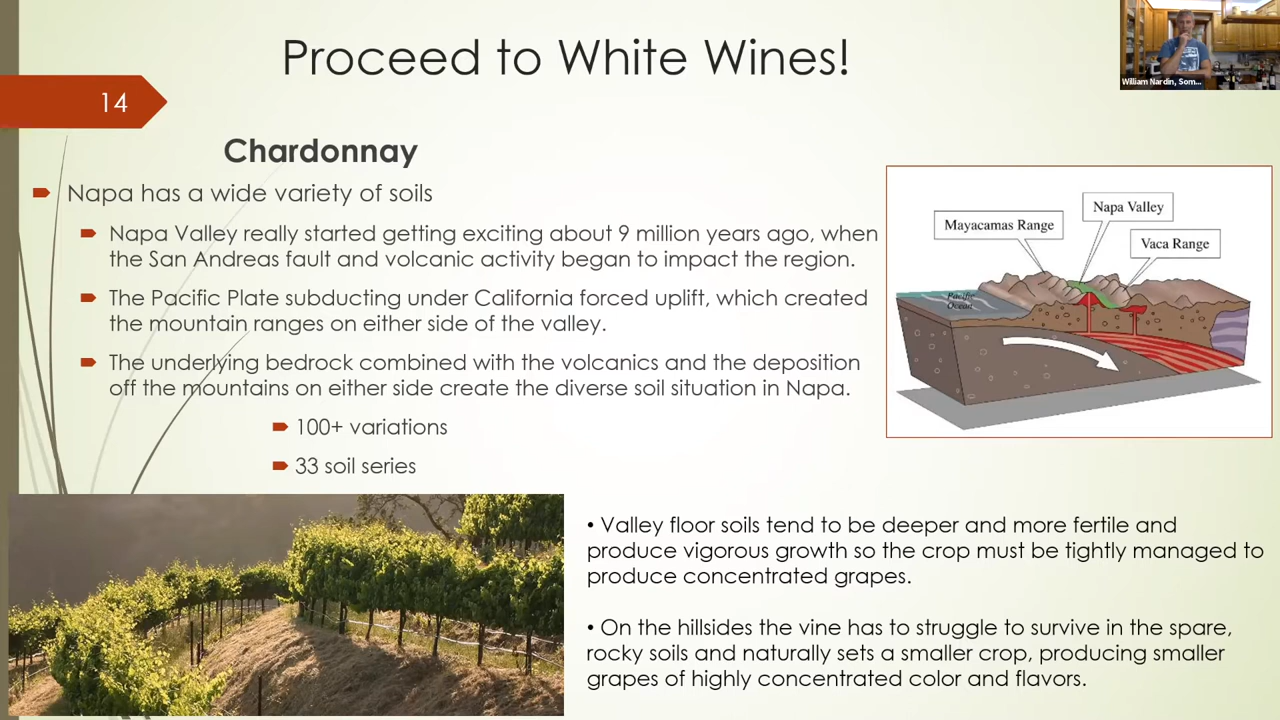 Proceed to White Wines!
14
William Nardin, Som...
Chardonnay
Napa has a wide variety of soils
Napa Valley really started getting exciting about 9 million years ago, when
the San Andreas fault and volcanic activity began to impact the region.
The Pacific Plate subducting under California forced uplift, which created
the mountain ranges on either side of the valley.
The underlying bedrock combined with the volcanics and the deposition
off the mountains on either side create the diverse soil situation in Napa.
100+ variations
33 soil series
Mayacamas Range
Napa Valley
Vaca Range
Pacific
Ocean
• Valley floor soils tend to be deeper and more fertile and
produce vigorous growth so the crop must be tightly managed to
produce concentrated grapes.
• On the hillsides the vine has to struggle to survive in the spare,
rocky soils and naturally sets a smaller crop, producing smaller
grapes of highly concentrated color and flavors.